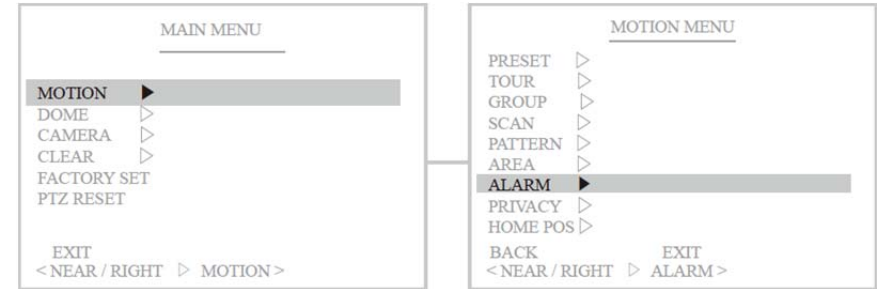 MAIN MENU
MOTION ▶
DOME ▷
CAMERA ▷
CLEAR ▷
FACTORY SET
PTZ RESET
EXIT
< NEAR / RIGHT ▷ MOTION >
MOTION MENU
PRESET ▷
TOUR ▷
GROUP ▷
SCAN ▷
PATTERN ▷
AREA ▷
ALARM ▶
PRIVACY ▷
HOME POS ▷
BACK EXIT
< NEAR / RIGHT ▷ ALARM >